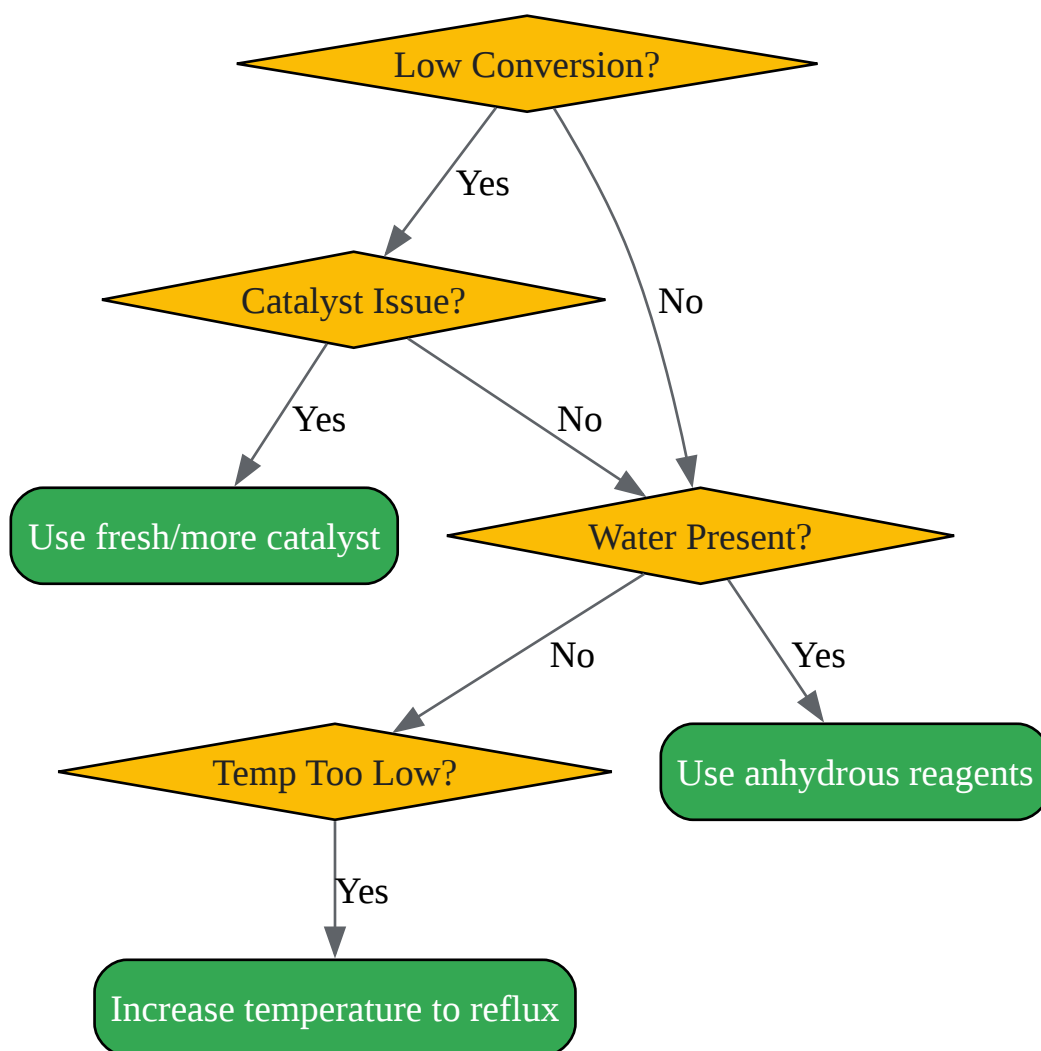 Low Conversion?
Yes
Catalyst Issue?
No
Yes
No
Use fresh/more catalyst
Water Present?
No
Yes
Temp Too Low?
Use anhydrous reagents
Yes
Increase temperature to reflux